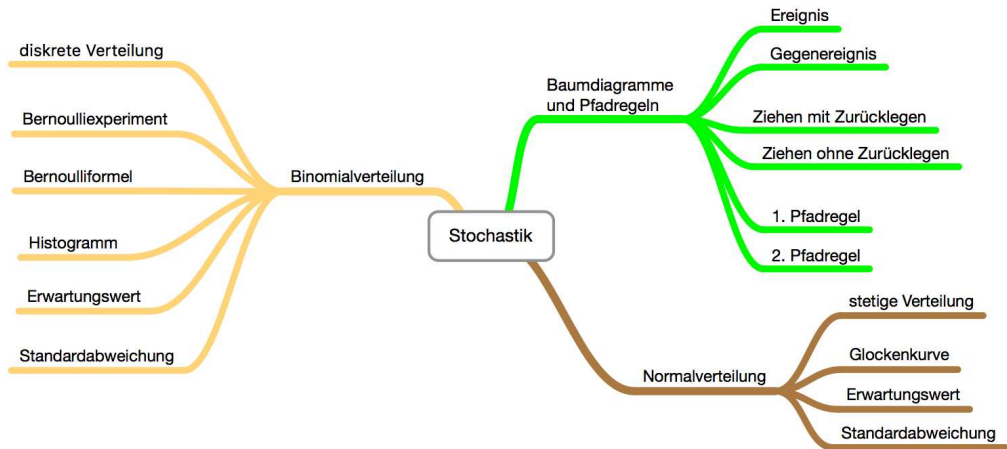 Stochastik
Binomialverteilung
diskrete Verteilung
Bernoulliexperiment
Bernoulliformel
Histogramm
Erwartungswert
Standardabweichung
Baumdiagramme
und Pfadregeln
Ereignis
Gegenereignis
Ziehen mit Zurücklegen
Ziehen ohne Zurücklegen
1. Pfadregel
2. Pfadregel
Normalverteilung
stetige Verteilung
Glockenkurve
Erwartungswert
Standardabweichung